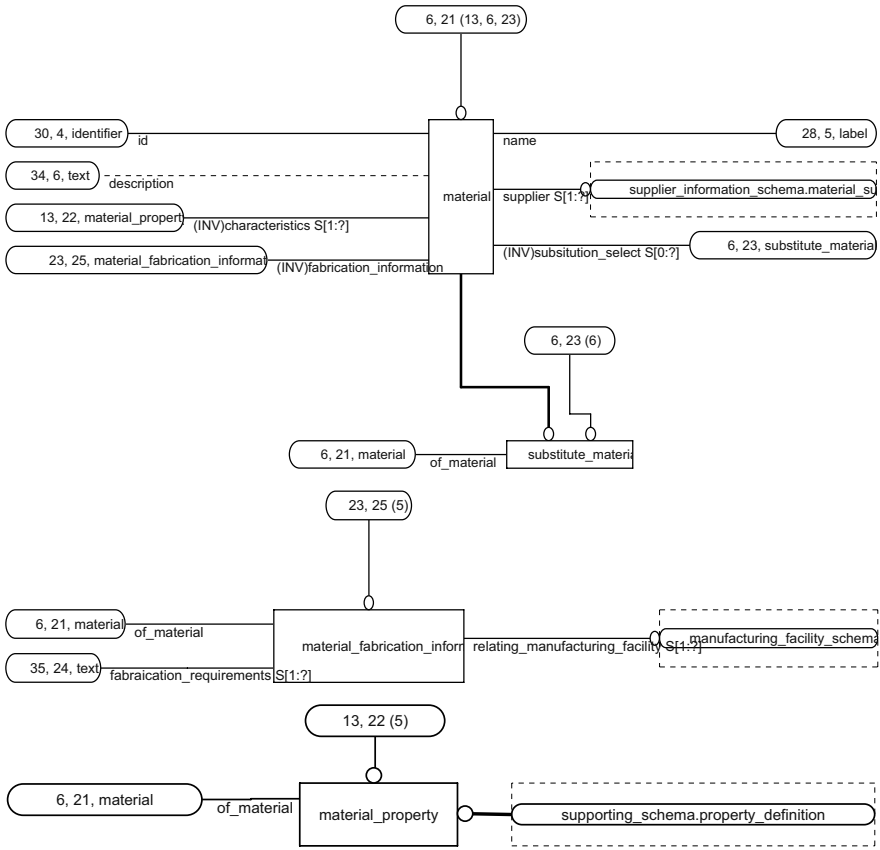 6, 21 (13, 6, 23)
30, 4, identifier
id
name
28, 5, label
34, 6, text
description
material
supplier S[1:?]
supplier_information_schema.material_su
13, 22, material_propert
(INV)characteristics S[1:?]
(INV)subsitution_select S[0:?]
6, 23, substitute_materia
23, 25, material_fabrication_informat
(INV)fabrication_information
6, 23 (6)
6, 21, material
of_material
substitute_materia
23, 25 (5)
6, 21, material
of_material
material_fabrication_inforr
relating_manufacturing_facility S[1:?]
manufacturing_facility_schema
35, 24, text
fabraication_requirements S[1:?]
13, 22 (5)
6, 21, material
of_material
material_property
supporting_schema.property_definition